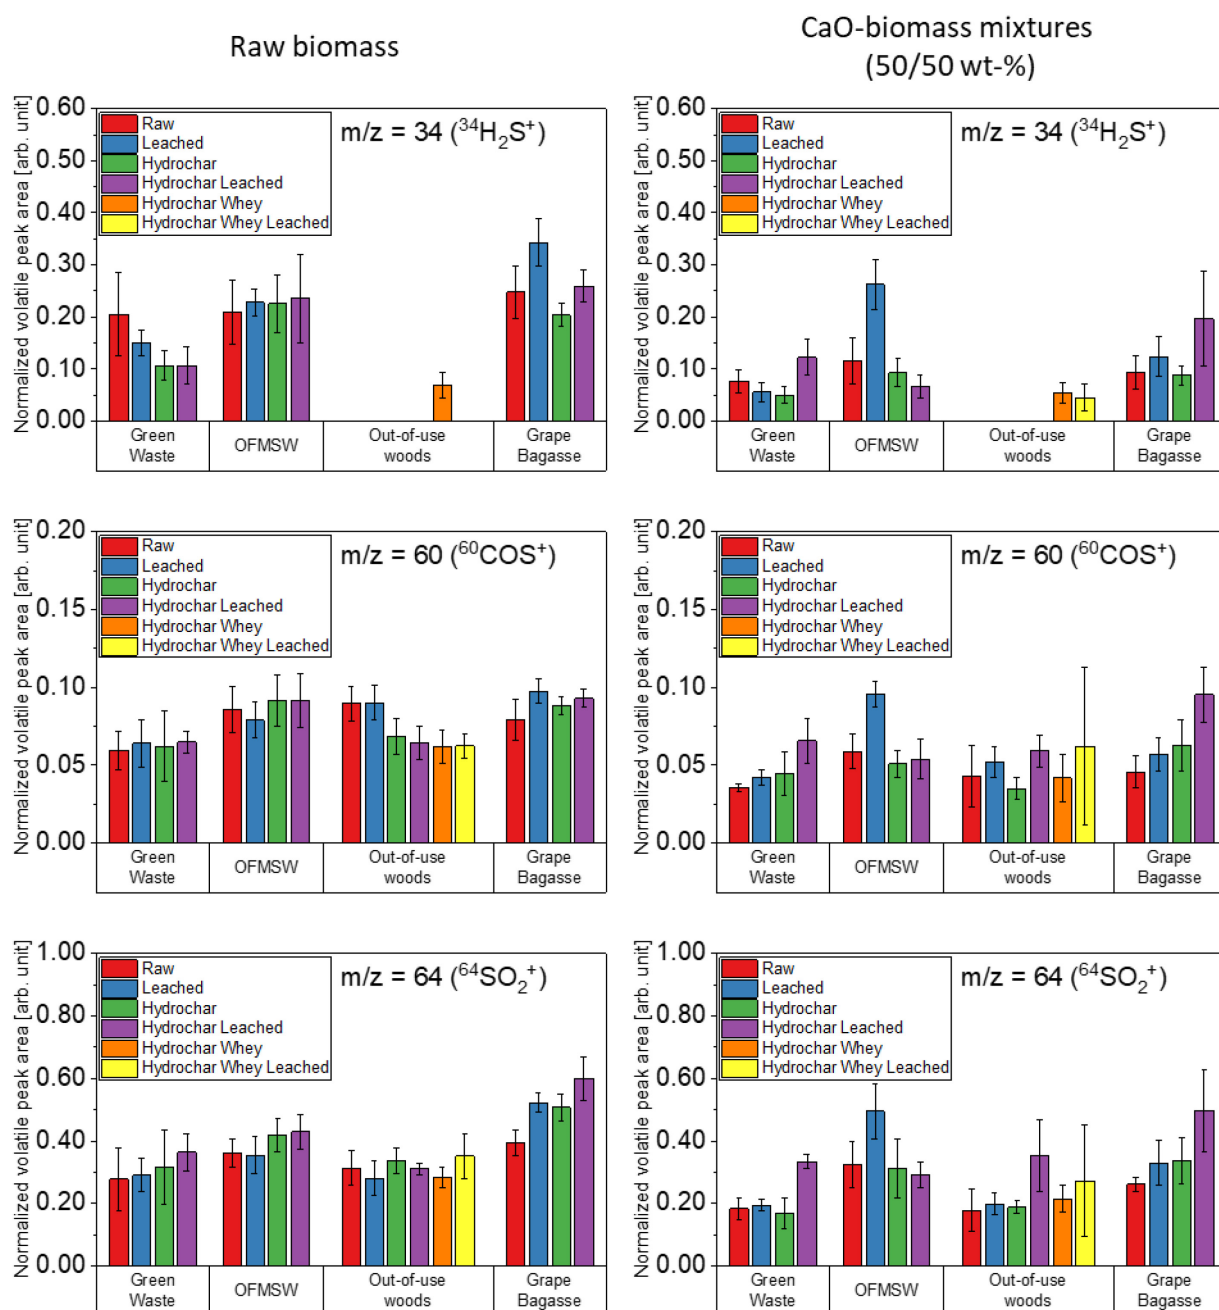 Raw biomass
CaO-biomass mixtures
(50/50 wt-%)
Normalized volatile peak area [arb. unit]
0.60
0.50
0.40
0.30
0.20
0.10
0.00
Raw
Leached
Hydrochar
Hydrochar Leached
Hydrochar Whey
Hydrochar Whey Leached
m/z = 34 (³⁴H₂S⁺)
Green
Waste
OFMSW
Out-of-use
woods
Grape
Bagasse
Normalized volatile peak area [arb. unit]
0.60
0.50
0.40
0.30
0.20
0.10
0.00
Raw
Leached
Hydrochar
Hydrochar Leached
Hydrochar Whey
Hydrochar Whey Leached
m/z = 34 (³⁴H₂S⁺)
Green
Waste
OFMSW
Out-of-use
woods
Grape
Bagasse
Normalized volatile peak area [arb. unit]
0.20
0.15
0.10
0.05
0.00
Raw
Leached
Hydrochar
Hydrochar Leached
Hydrochar Whey
Hydrochar Whey Leached
m/z = 60 (⁶⁰COS⁺)
Green
Waste
OFMSW
Out-of-use
woods
Grape
Bagasse
Normalized volatile peak area [arb. unit]
0.20
0.15
0.10
0.05
0.00
Raw
Leached
Hydrochar
Hydrochar Leached
Hydrochar Whey
Hydrochar Whey Leached
m/z = 60 (⁶⁰COS⁺)
Green
Waste
OFMSW
Out-of-use
woods
Grape
Bagasse
Normalized volatile peak area [arb. unit]
1.00
0.80
0.60
0.40
0.20
0.00
Raw
Leached
Hydrochar
Hydrochar Leached
Hydrochar Whey
Hydrochar Whey Leached
m/z = 64 (⁶⁴SO₂⁺)
Green
Waste
OFMSW
Out-of-use
woods
Grape
Bagasse
Normalized volatile peak area [arb. unit]
1.00
0.80
0.60
0.40
0.20
0.00
Raw
Leached
Hydrochar
Hydrochar Leached
Hydrochar Whey
Hydrochar Whey Leached
m/z = 64 (⁶⁴SO₂⁺)
Green
Waste
OFMSW
Out-of-use
woods
Grape
Bagasse